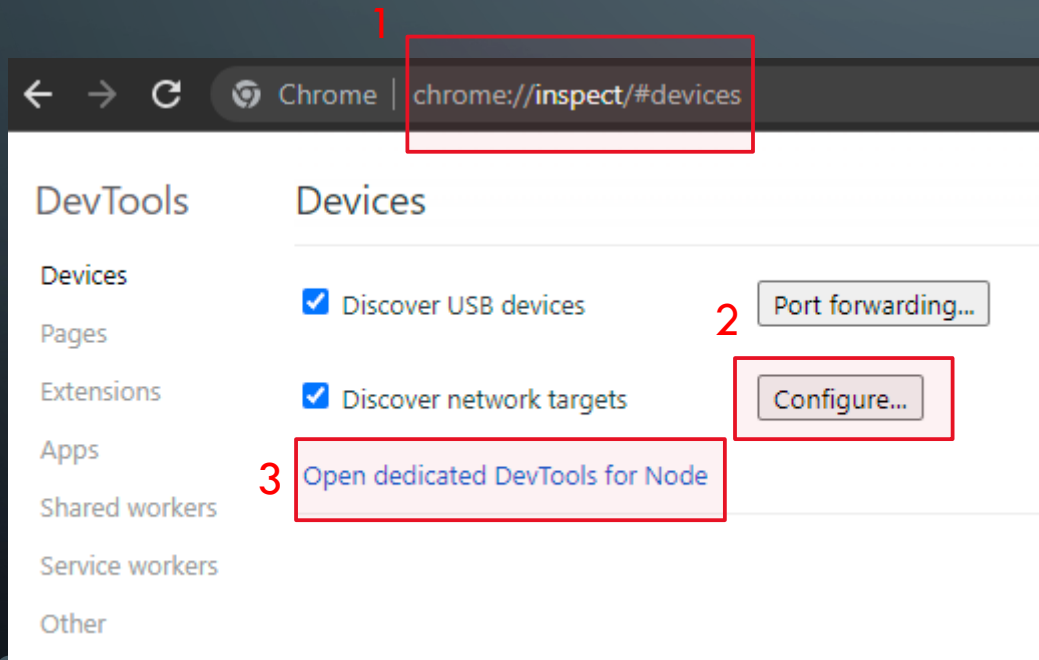 1
Chrome | chrome://inspect/#devices
DevTools
Devices
Devices
Pages
Extensions
Apps
Shared workers
Service workers
Other
Discover USB devices
2
Port forwarding...
Discover network targets
Configure...
3
Open dedicated DevTools for Node